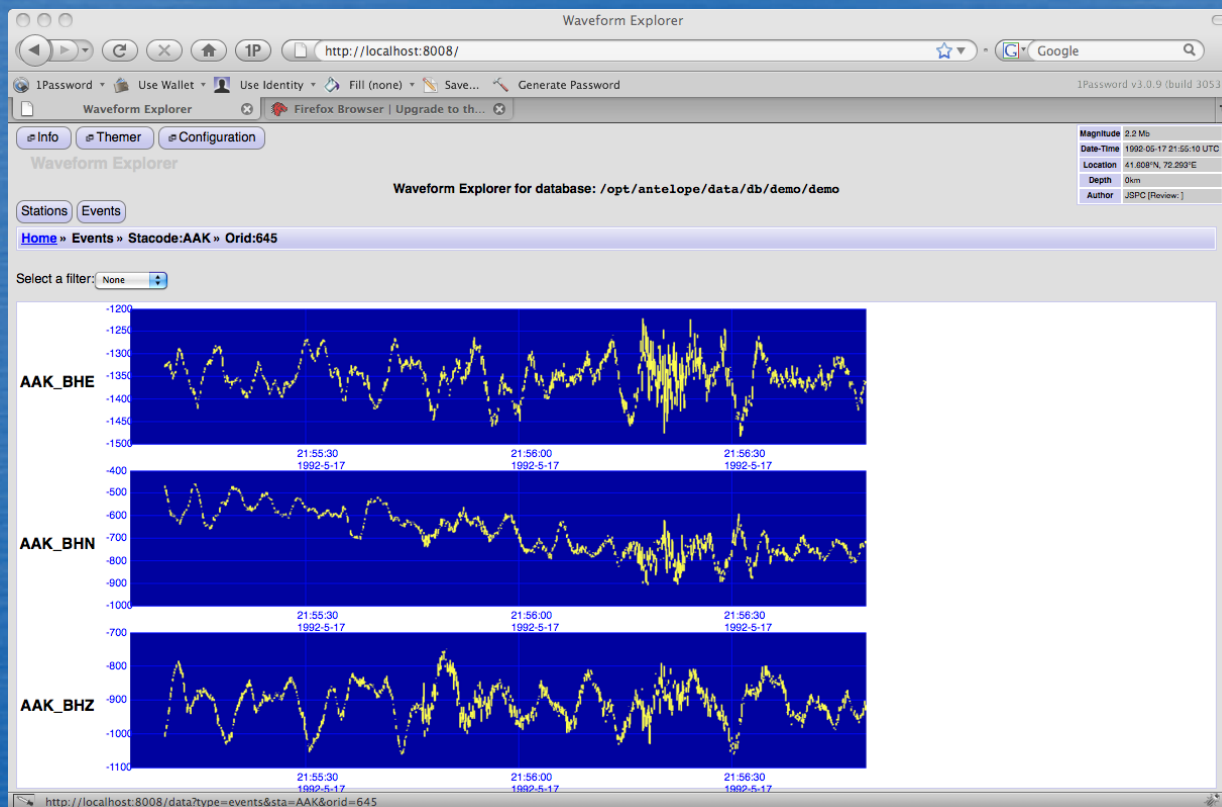 Waveform Explorer
1P http://localhost:8008/ Google
1Password Use Wallet Use Identity Fill (none) Save... Generate Password 1Password v3.0.9 (build 3053
Waveform Explorer Firefox Browser | Upgrade to th...
Info Themer Configuration
Waveform Explorer
Magnitude 2.2 Mb
Date-Time 1992-05-17 21:55:10 UTC
Location 41.608°N, 72.293°E
Depth 0km
Author JSPC [Review: ]
Waveform Explorer for database: /opt/antelope/data/db/demo/demo
Stations Events
Home » Events » Stacode:AAK » Orid:645
Select a filter: None
AAK_BHE
-1200
-1250
-1300
-1350
-1400
-1450
-1500
21:55:30 21:56:00 21:56:30
1992-5-17 1992-5-17 1992-5-17
AAK_BHN
-400
-500
-600
-700
-800
-900
-1000
21:55:30 21:56:00 21:56:30
1992-5-17 1992-5-17 1992-5-17
AAK_BHZ
-700
-800
-900
-1000
-1100
21:55:30 21:56:00 21:56:30
1992-5-17 1992-5-17 1992-5-17
http://localhost:8008/data?type=events&sta=AAK&orid=645